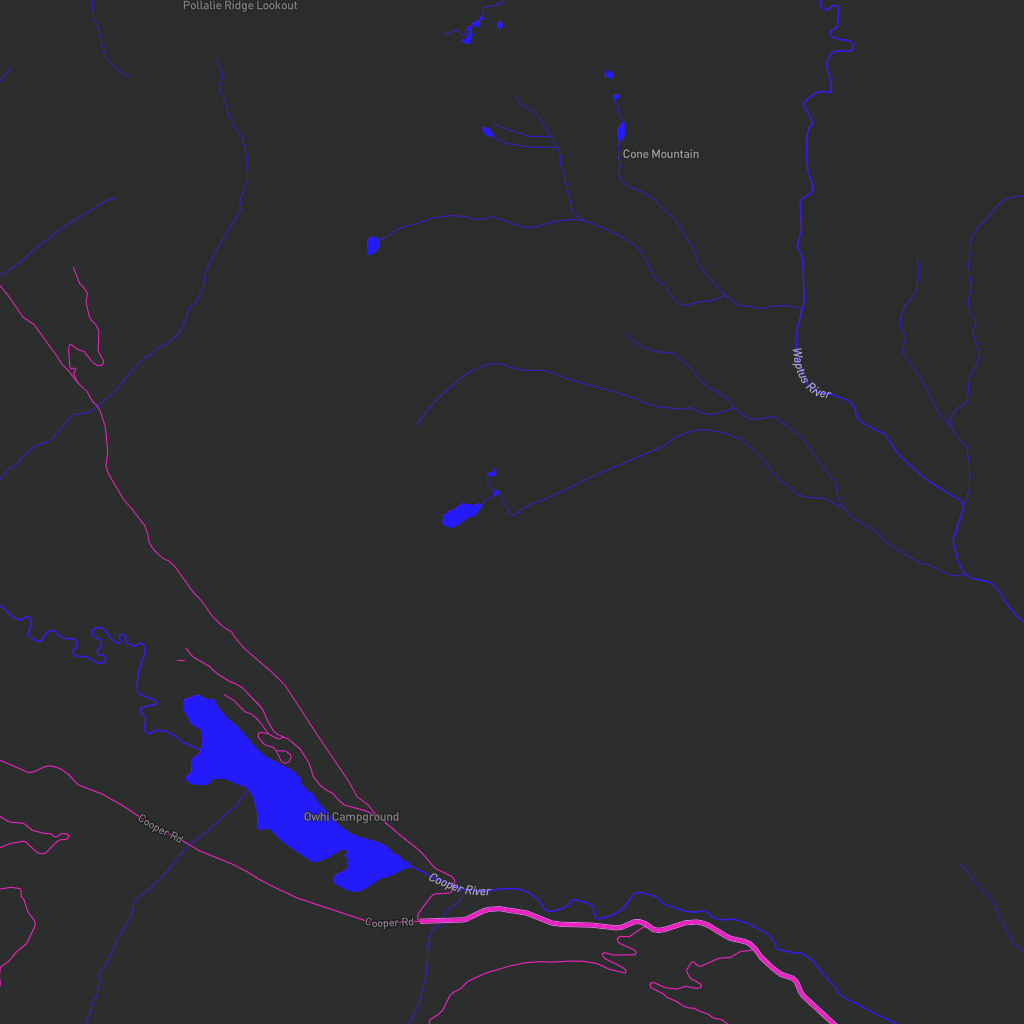 Pollalie Ridge Lookout
Cone Mountain
Waptus River
Owhi Campground
Cooper Rd
Cooper River
Cooper Rd